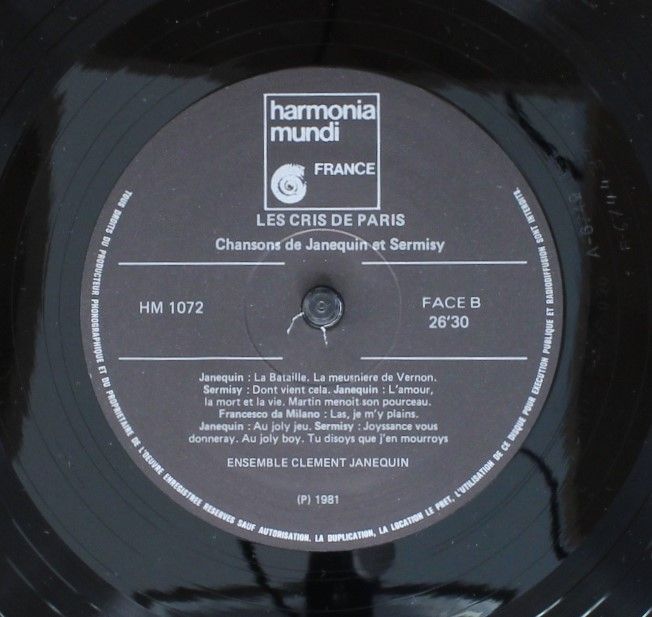 harmonia
mundi
FRANCE
LES CRIS DE PARIS
Chansons de Janequin et Sermisy
HM 1072
FACE B
26'30
Janequin : La Bataille. La meusniere de Vernon.
Sermisy : Dont vient cela. Janequin : L'amour,
la mort et la vie. Martin menoit son pourceau.
Francesco da Milano : Las, je m'y plains.
Janequin : Au joly jeu. Sermisy : Joyssance vous
donneray. Au joly boy. Tu disoys que j'en mourroys
ENSEMBLE CLEMENT JANEQUIN
(P) 1981
TOUS DROITS DU PRODUCTEUR PHONOGRAPHIQUE ET DU PROPRIETAIRE DE L'OEUVRE ENREGISTREE RESERVES SAUF AUTORISATION, LA DUPLICATION, LA LOCATION LE PRET, L'UTILISATION DE CE DISQUE POUR EXECUTION PUBLIQUE ET RADIODIFFUSION SONT INTERDITE.